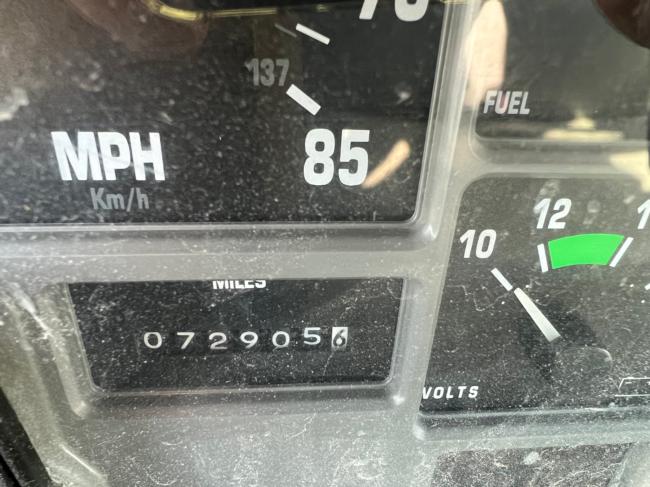 137
85
MPH
Km/h
FUEL
10
12
MILES
0729056
VOLTS